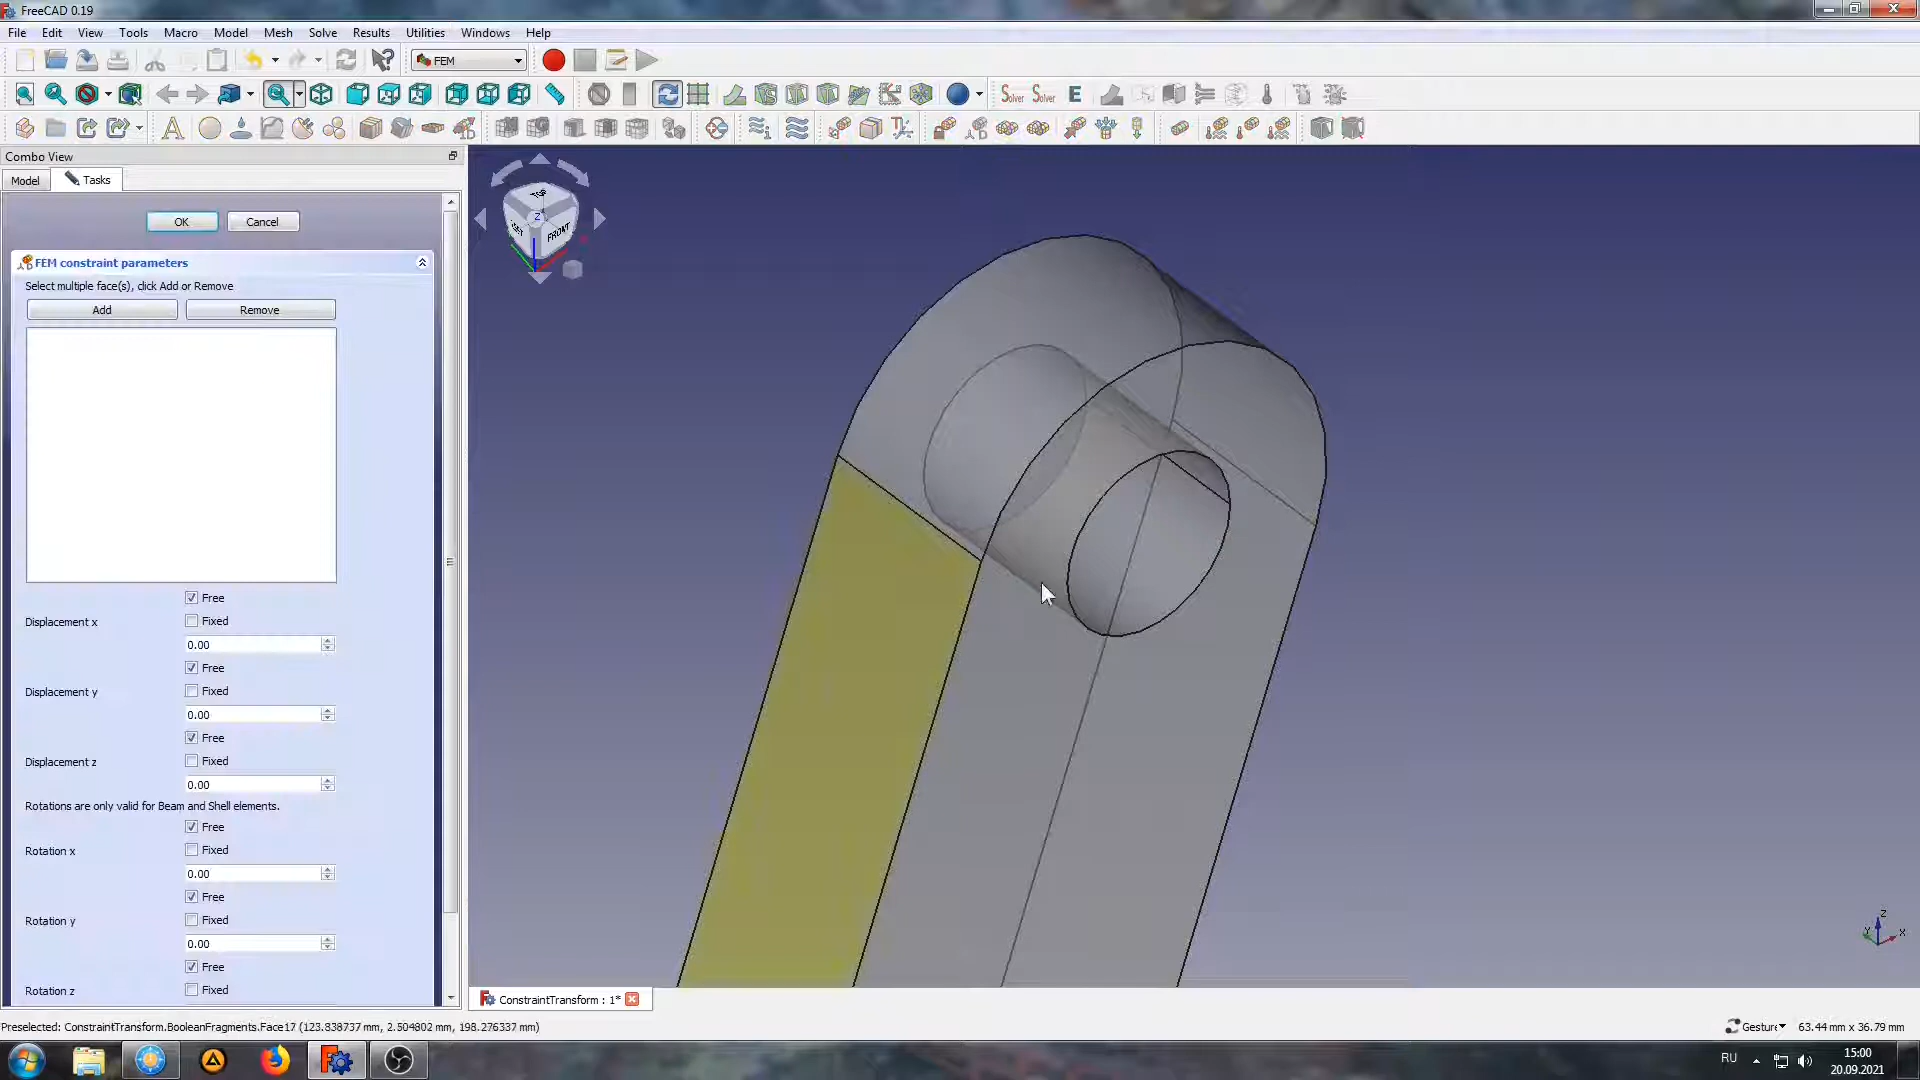 FreeCAD 0.19
File Edit View Tools Macro Model Mesh Solve Results Utilities Windows Help
FEM
Solver Solver E
Combo View
Model Tasks
OK Cancel
FEM constraint parameters
Select multiple face(s), click Add or Remove
Add Remove
Free
Displacement x Fixed
0.00
Free
Displacement y Fixed
0.00
Free
Displacement z Fixed
0.00
Rotations are only valid for Beam and Shell elements.
Free
Rotation x Fixed
0.00
Free
Rotation y Fixed
0.00
Free
Rotation z Fixed
TOP
Z
FRONT
Z
Y X
ConstraintTransform : 1*
Preselected: ConstraintTransform.BooleanFragments.Face17 (123.838737 mm, 2.504802 mm, 198.276337 mm)
Gesture 63.44 mm x 36.79 mm
RU 15:00
20.09.2021